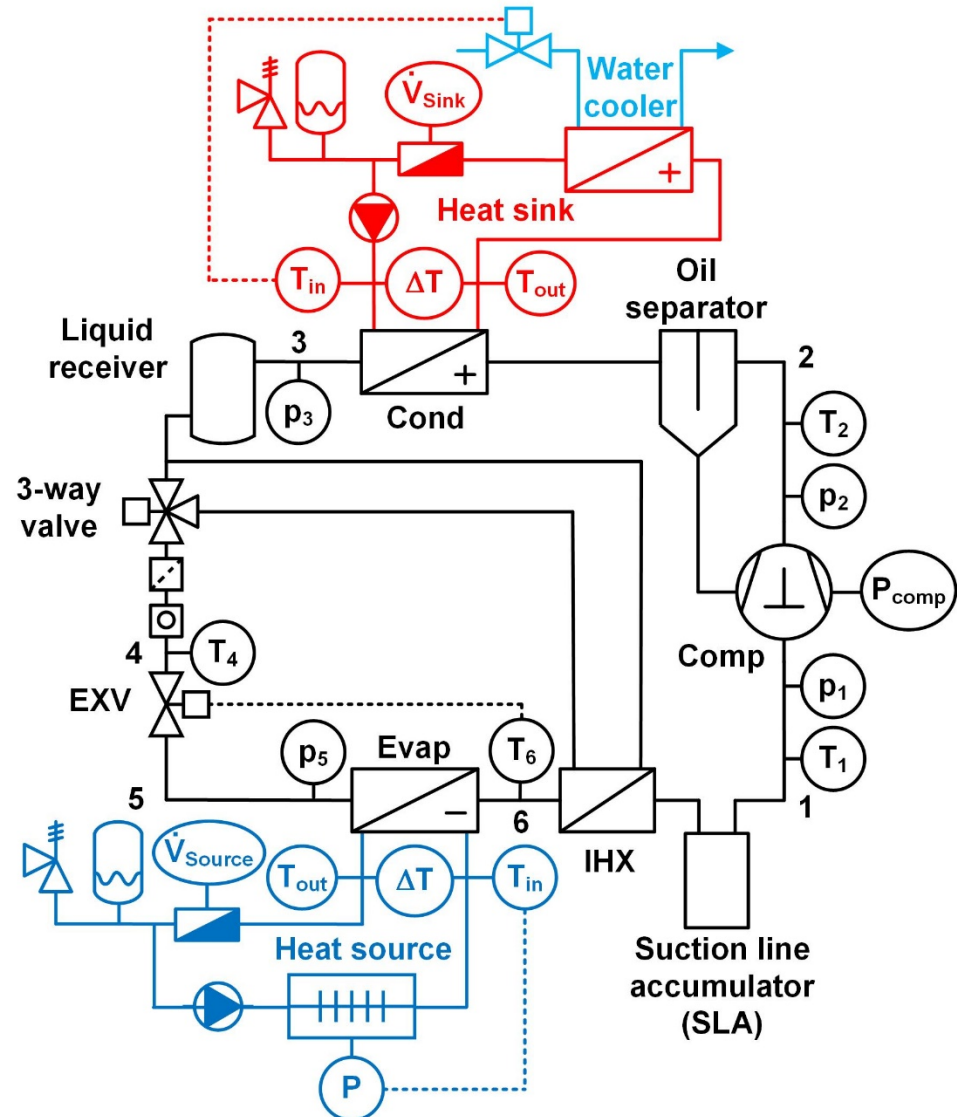 Water
cooler
V̇Sink
+
Heat sink
Tin
ΔT
Tout
Oil
separator
Liquid
receiver
3
2
p3
+
Cond
T2
p2
3-way
valve
Pcomp
Comp
4
T4
p1
EXV
p5
Evap
T6
T1
5
−
6
1
IHX
V̇Source
Tout
ΔT
Tin
Heat source
Suction line
accumulator
(SLA)
P